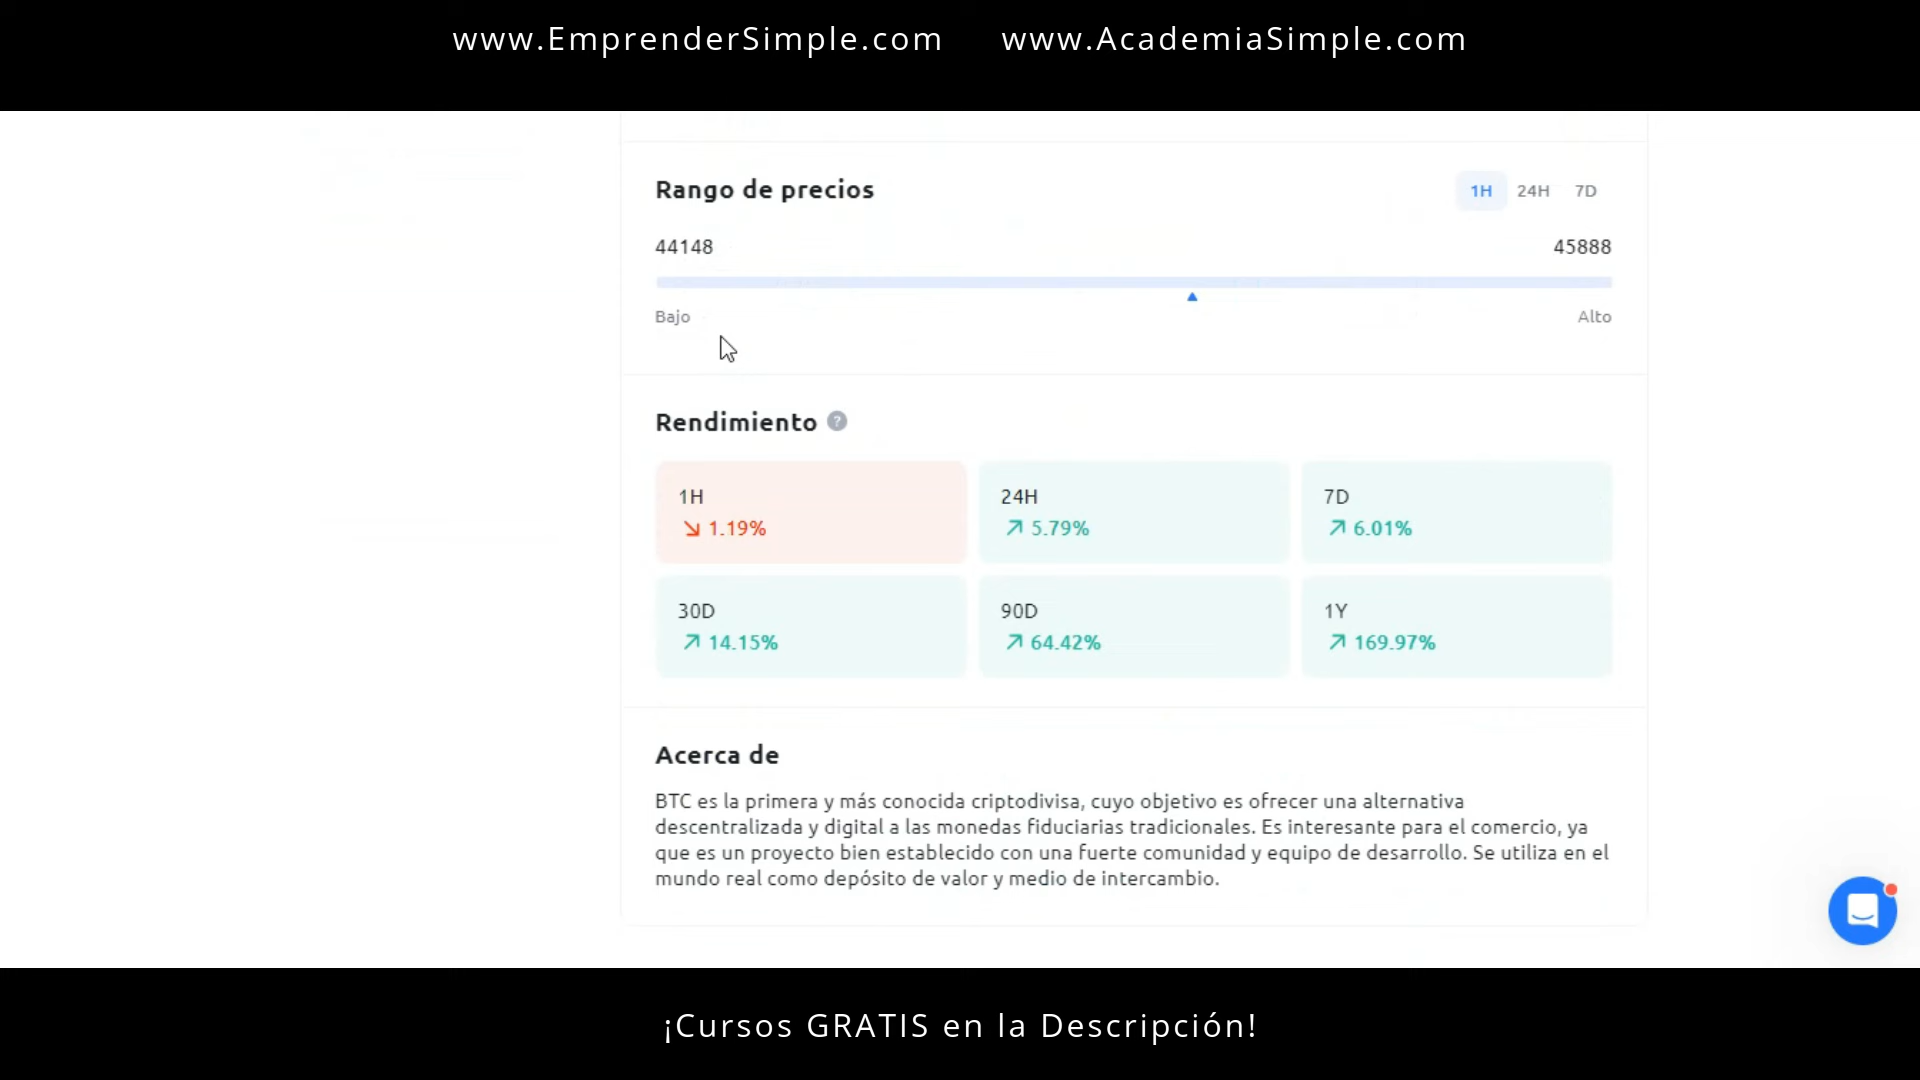 www.EmprenderSimple.com www.AcademiaSimple.com
Rango de precios
1H 24H 7D
44148 45888
Bajo Alto
Rendimiento ?
1H 24H 7D
1.19% 5.79% 6.01%
30D 90D 1Y
14.15% 64.42% 169.97%
Acerca de
BTC es la primera y más conocida criptodivisa, cuyo objetivo es ofrecer una alternativa
descentralizada y digital a las monedas fiduciarias tradicionales. Es interesante para el comercio, ya
que es un proyecto bien establecido con una fuerte comunidad y equipo de desarrollo. Se utiliza en el
mundo real como depósito de valor y medio de intercambio.
¡Cursos GRATIS en la Descripción!